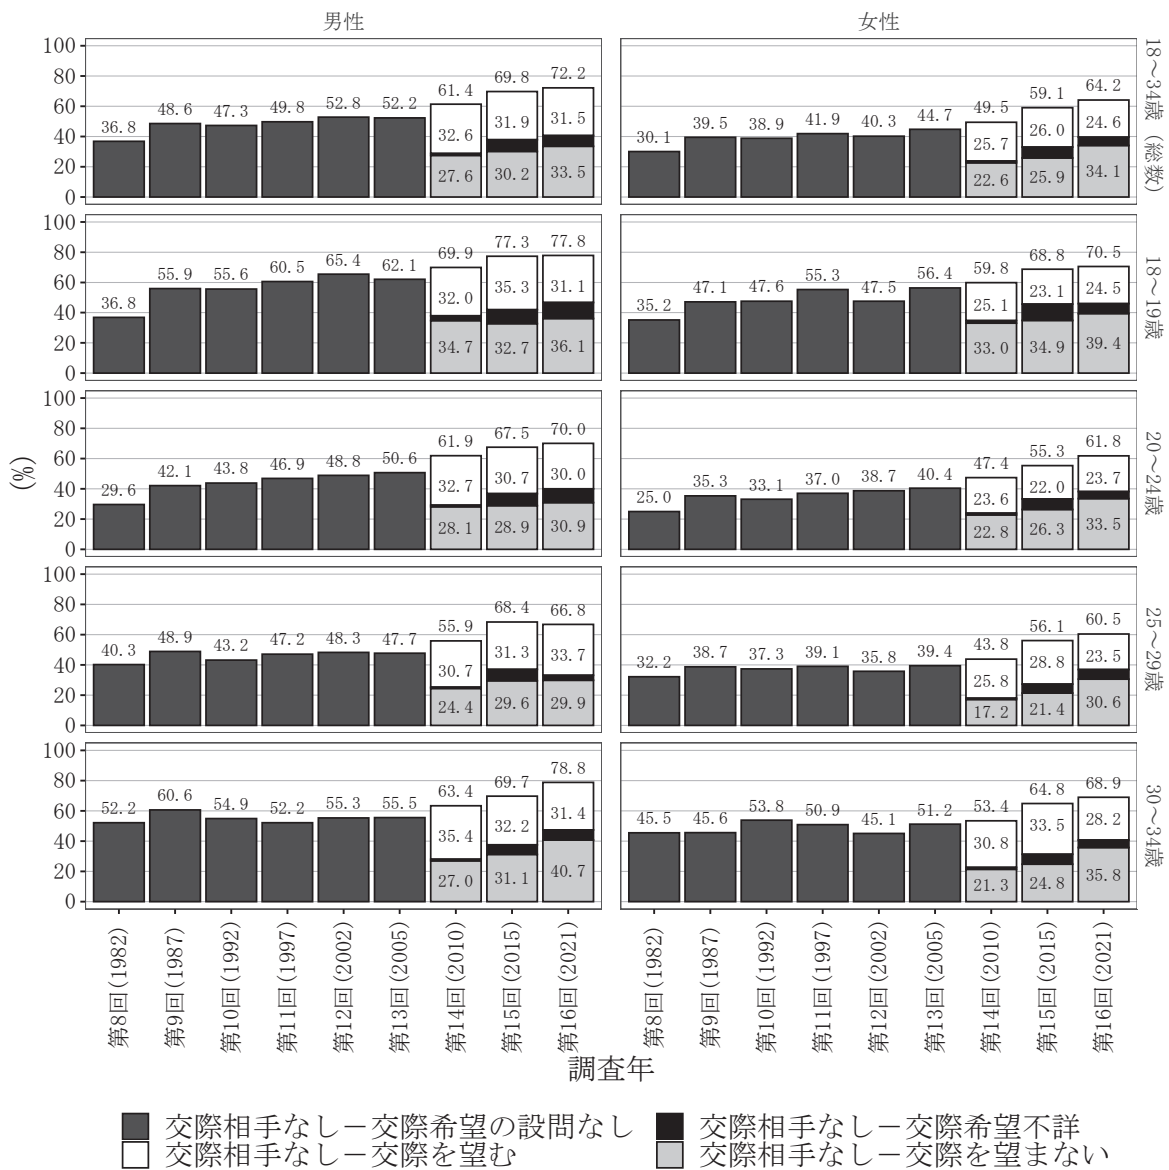 男性 女性
18〜34歳（総数）
100
80
60
40
20
0
36.8 48.6 47.3 49.8 52.8 52.2 61.4 69.8 72.2
32.6 31.9 31.5
27.6 30.2 33.5
30.1 39.5 38.9 41.9 40.3 44.7 49.5 59.1 64.2
25.7 26.0 24.6
22.6 25.9 34.1
18〜19歳
100
80
60
40
20
0
36.8 55.9 55.6 60.5 65.4 62.1 69.9 77.3 77.8
32.0 35.3 31.1
34.7 32.7 36.1
35.2 47.1 47.6 55.3 47.5 56.4 59.8 68.8 70.5
25.1 23.1 24.5
33.0 34.9 39.4
(%)
20〜24歳
100
80
60
40
20
0
29.6 42.1 43.8 46.9 48.8 50.6 61.9 67.5 70.0
32.7 30.7 30.0
28.1 28.9 30.9
25.0 35.3 33.1 37.0 38.7 40.4 47.4 55.3 61.8
23.6 22.0 23.7
22.8 26.3 33.5
25〜29歳
100
80
60
40
20
0
40.3 48.9 43.2 47.2 48.3 47.7 55.9 68.4 66.8
30.7 31.3 33.7
24.4 29.6 29.9
32.2 38.7 37.3 39.1 35.8 39.4 43.8 56.1 60.5
25.8 28.8 23.5
17.2 21.4 30.6
30〜34歳
100
80
60
40
20
0
52.2 60.6 54.9 52.2 55.3 55.5 63.4 69.7 78.8
35.4 32.2 31.4
27.0 31.1 40.7
45.5 45.6 53.8 50.9 45.1 51.2 53.4 64.8 68.9
30.8 33.5 28.2
21.3 24.8 35.8
第8回(1982)
第9回(1987)
第10回(1992)
第11回(1997)
第12回(2002)
第13回(2005)
第14回(2010)
第15回(2015)
第16回(2021)
第8回(1982)
第9回(1987)
第10回(1992)
第11回(1997)
第12回(2002)
第13回(2005)
第14回(2010)
第15回(2015)
第16回(2021)
調査年
交際相手なし−交際希望の設問なし 交際相手なし−交際希望不詳
交際相手なし−交際を望む 交際相手なし−交際を望まない